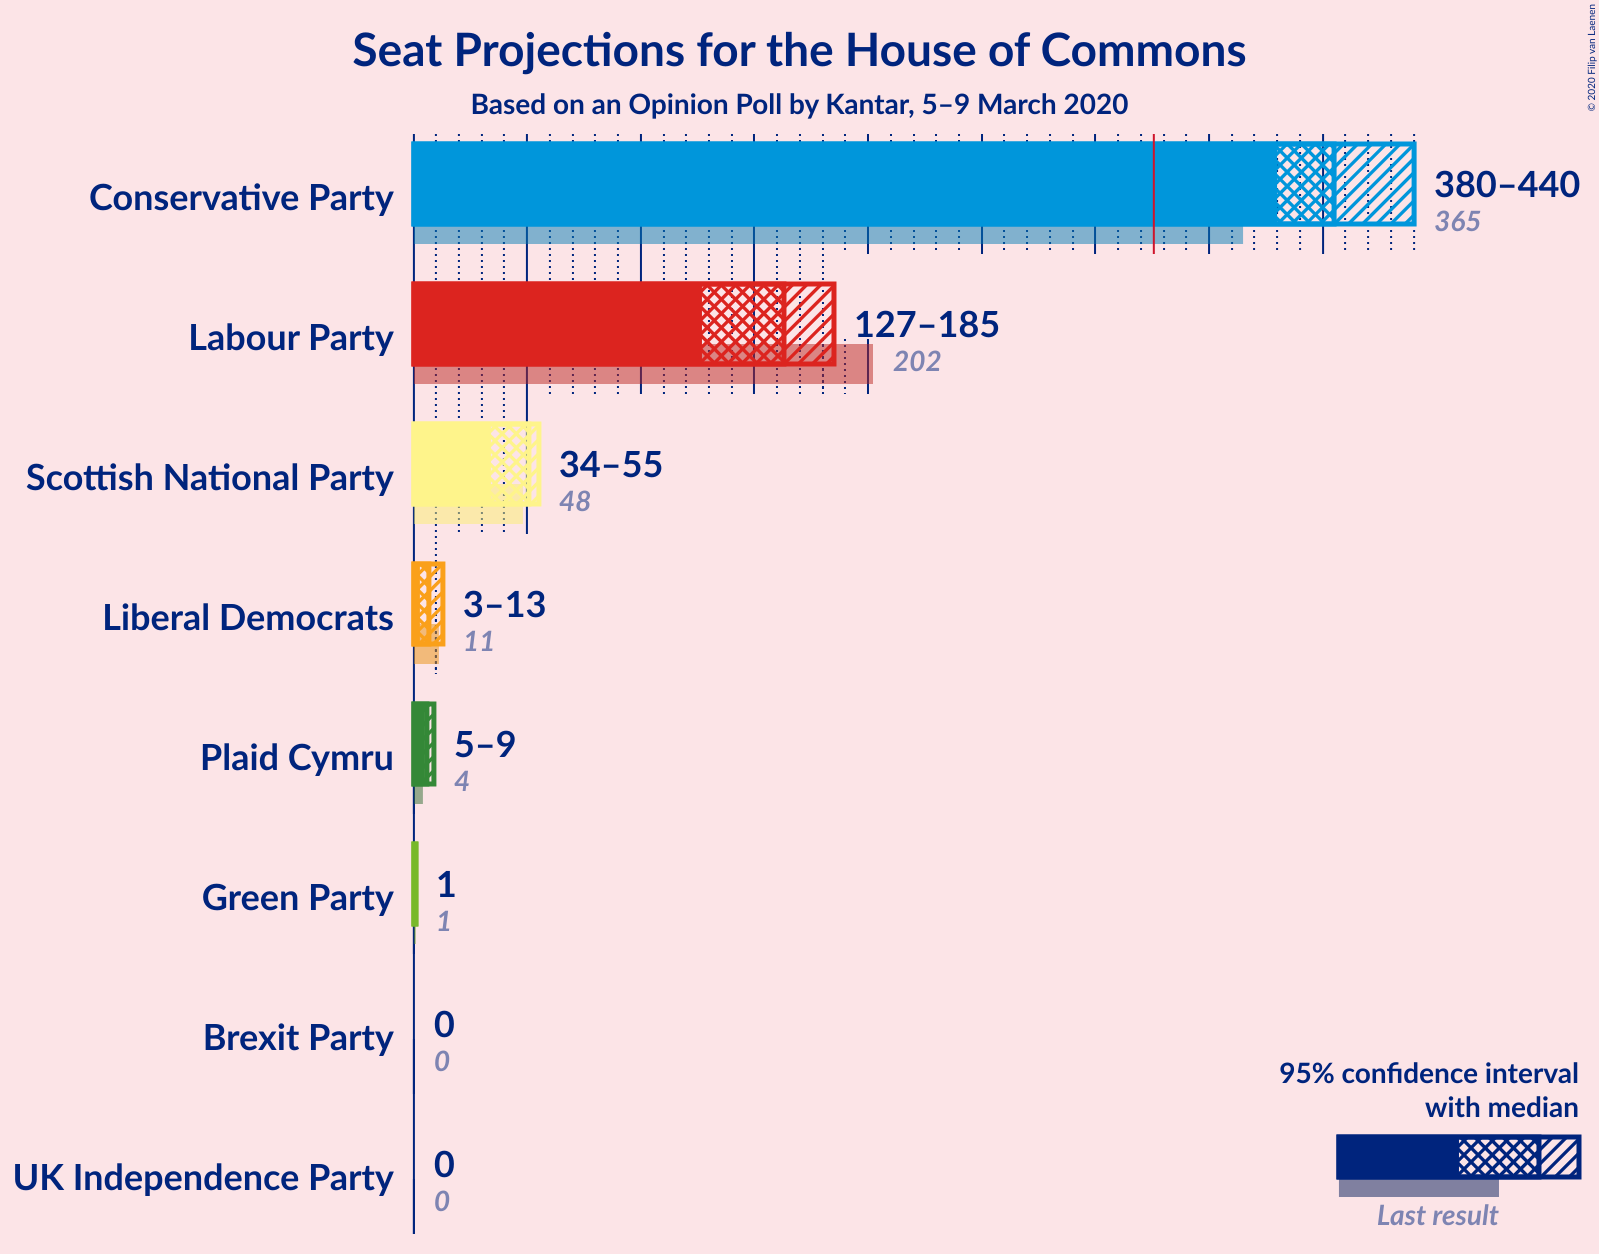 Seat Projections for the House of Commons
Based on an Opinion Poll by Kantar, 5–9 March 2020
© 2020 Filip van Laenen
Conservative Party
380–440
365
Labour Party
127–185
202
Scottish National Party
34–55
48
Liberal Democrats
3–13
11
Plaid Cymru
5–9
4
Green Party
1
1
Brexit Party
0
0
UK Independence Party
0
0
95% confidence interval
with median
Last result